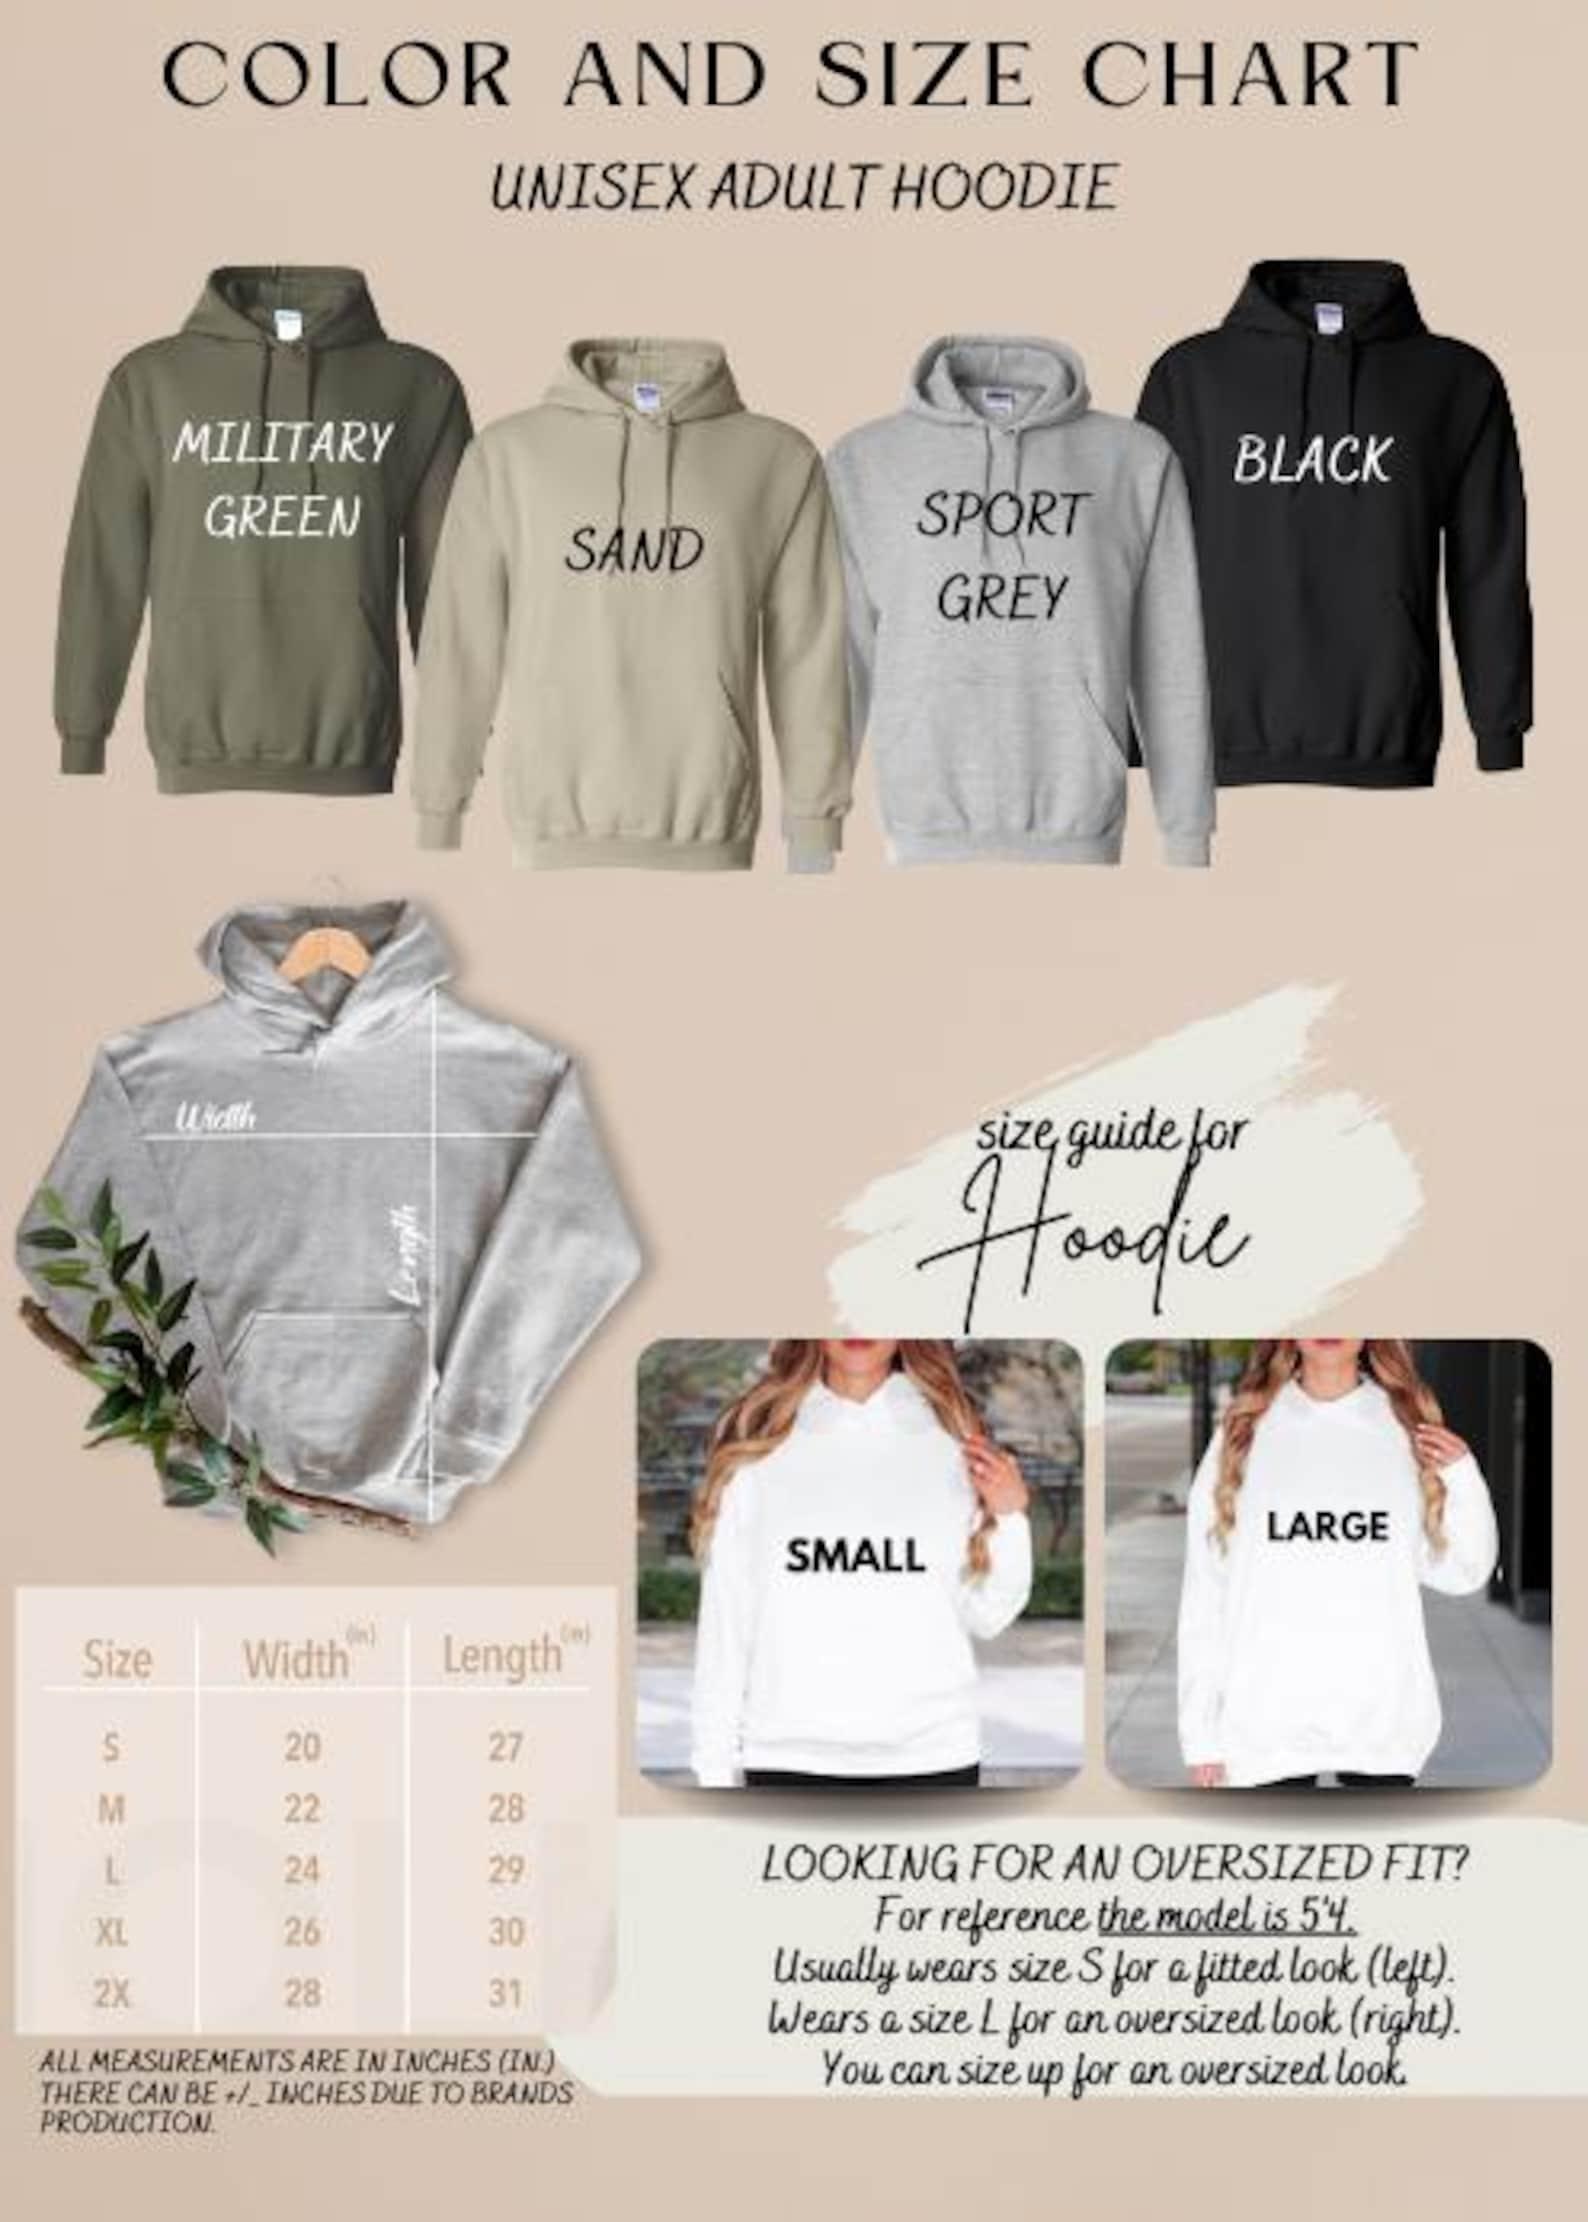 COLOR AND SIZE CHART
UNISEX ADULT HOODIE
MILITARY
GREEN
SAND
SPORT
GREY
BLACK
Width
Length
size guide for
Hoodie
SMALL
LARGE
Size Width (in) Length (in)
S 20 27
M 22 28
L 24 29
XL 26 30
2X 28 31
ALL MEASUREMENTS ARE IN INCHES (IN.)
THERE CAN BE +/_ INCHES DUE TO BRANDS
PRODUCTION.
LOOKING FOR AN OVERSIZED FIT?
For reference the model is 5'4.
Usually wears size S for a fitted look (left).
Wears a size L for an oversized look (right).
You can size up for an oversized look.